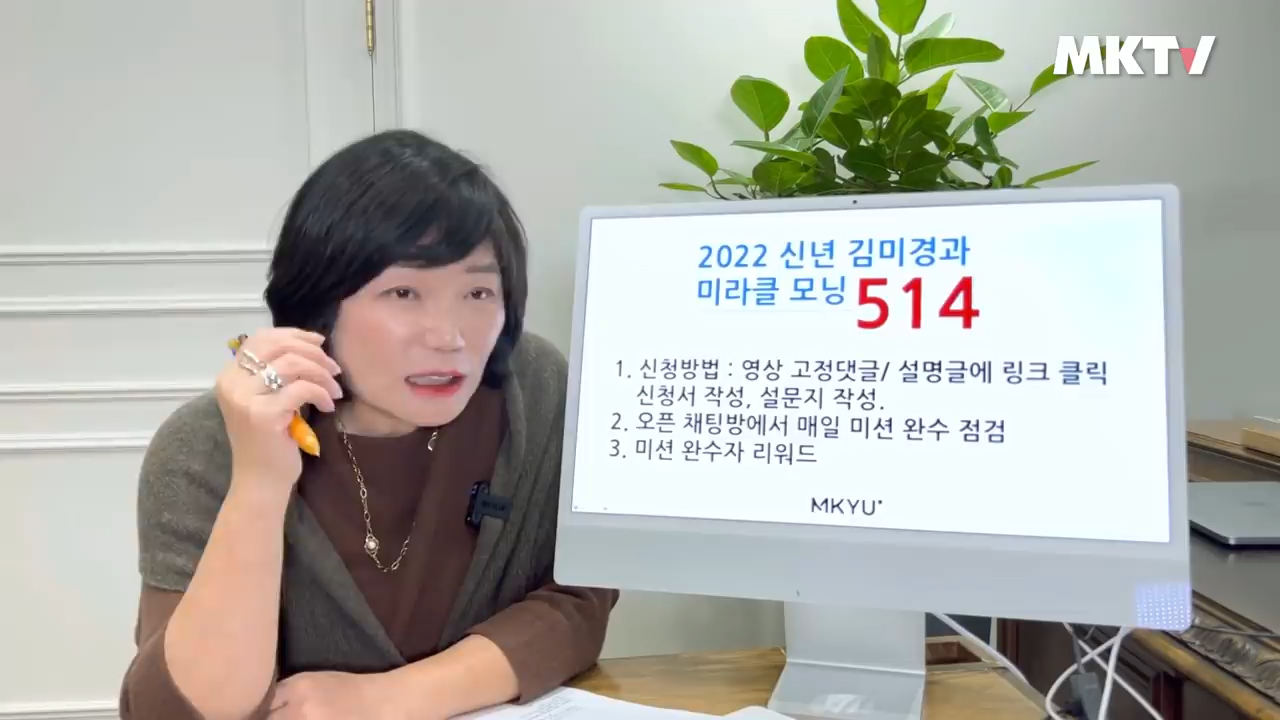 MKTV
2022 신년 김미경과
미라클 모닝 514
1. 신청방법 : 영상 고정댓글/ 설명글에 링크 클릭
신청서 작성, 설문지 작성.
2. 오픈 채팅방에서 매일 미션 완수 점검
3. 미션 완수자 리워드
MKYU